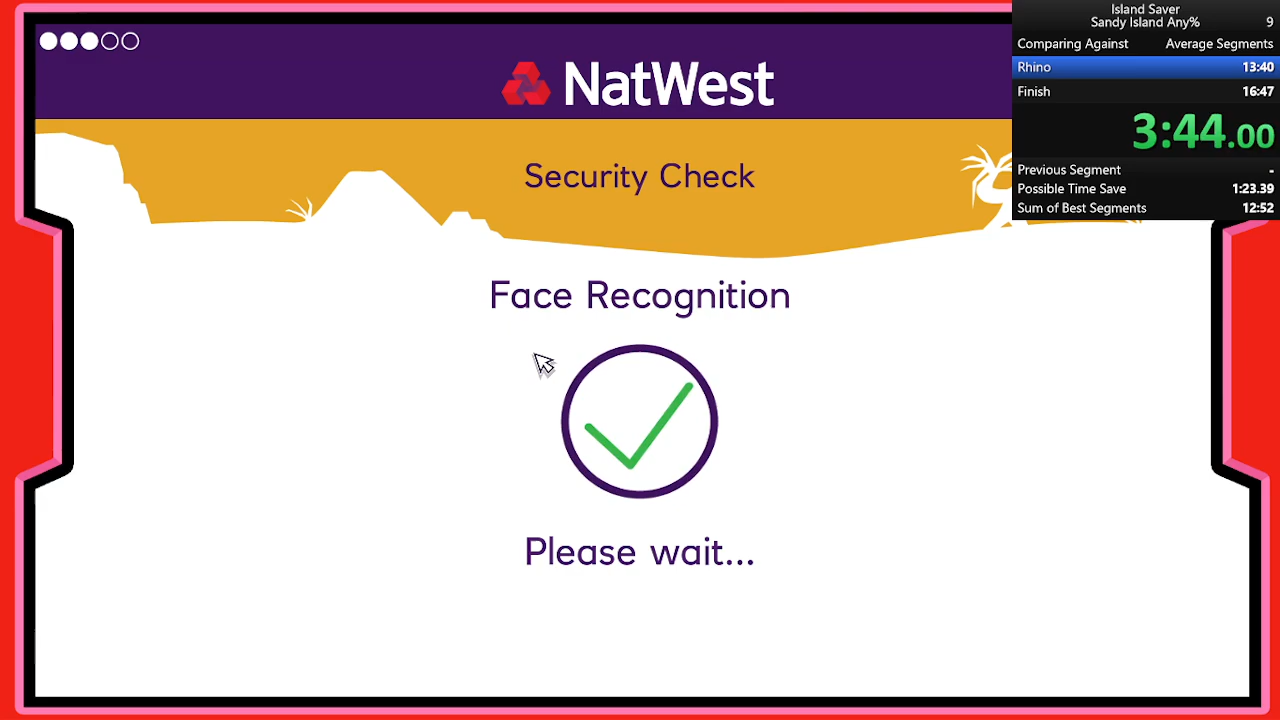 NatWest
Security Check
Face Recognition
Please wait...
Island Saver
Sandy Island Any% 9
Comparing Against Average Segments
Rhino 13:40
Finish 16:47
3:44.00
Previous Segment -
Possible Time Save 1:23.39
Sum of Best Segments 12:52